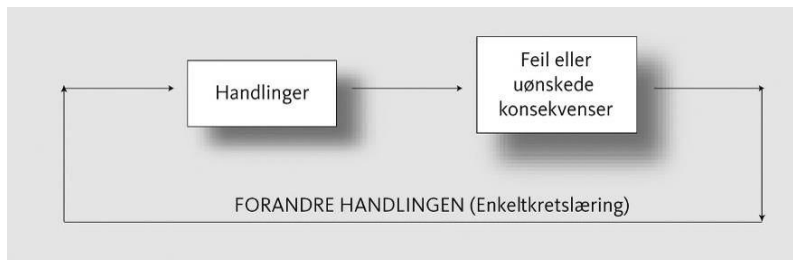 Handlinger
Feil eller
uønskede
konsekvenser
FORANDRE HANDLINGEN (Enkeltkretslæring)